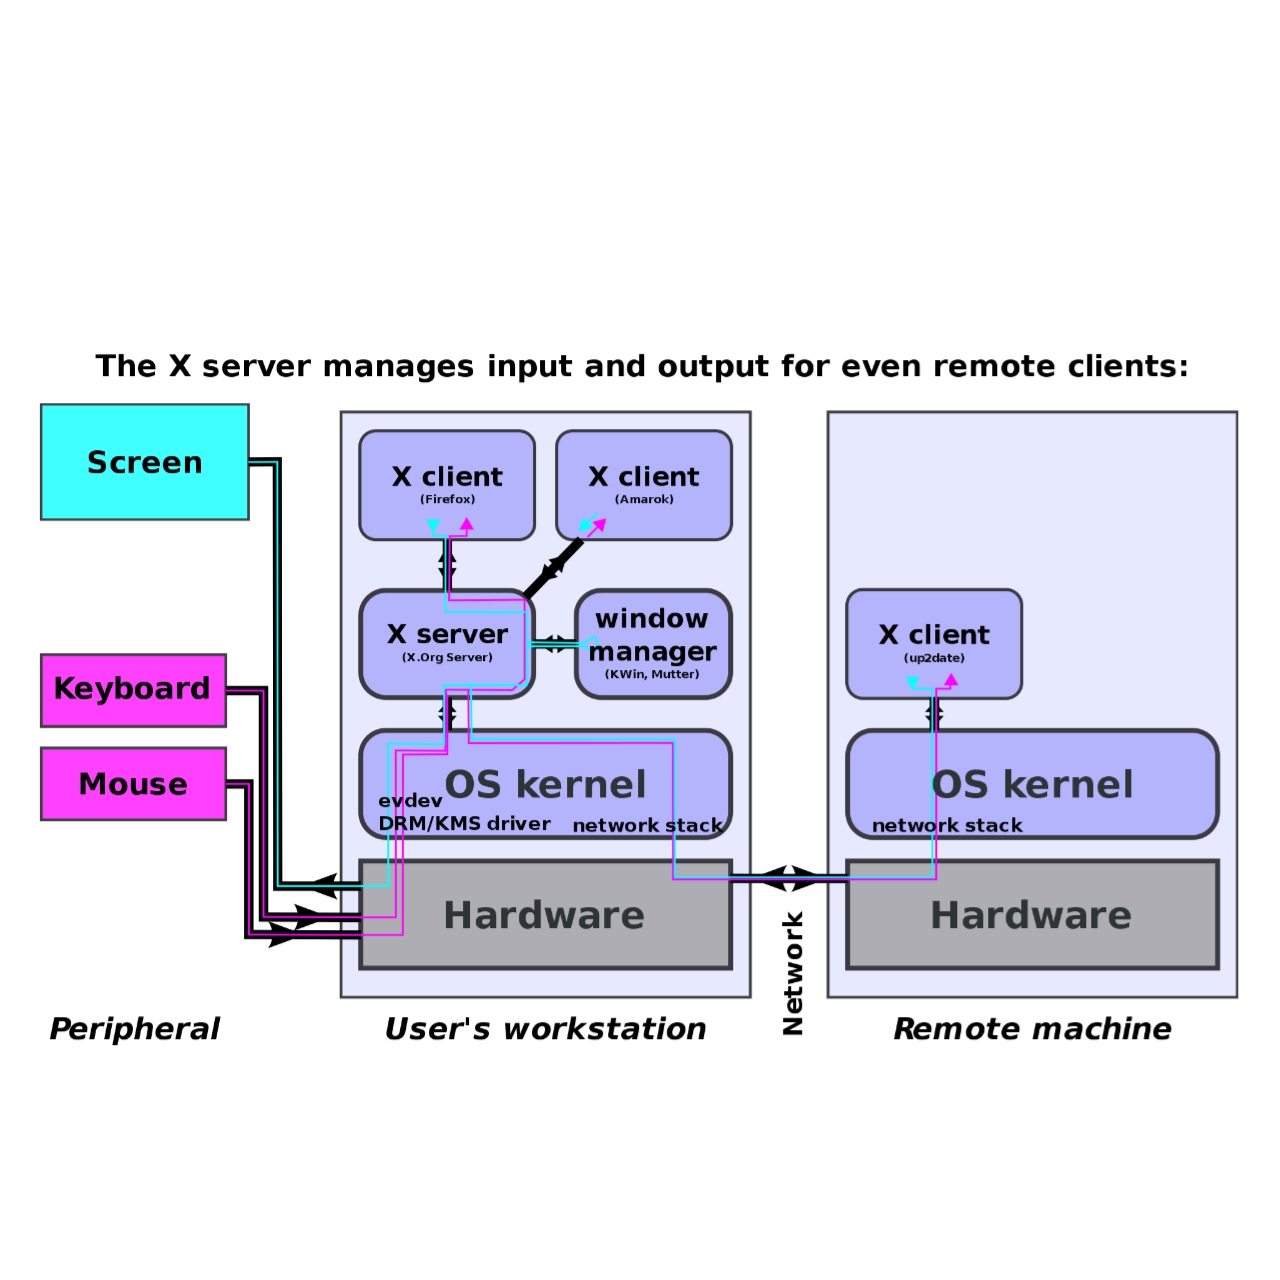 The X server manages input and output for even remote clients:
Screen
Keyboard
Mouse
Peripheral
X client
(Firefox)
X client
(Amarok)
X server
(X.Org Server)
window
manager
(KWin, Mutter)
OS kernel
evdev
DRM/KMS driver
network stack
Hardware
User's workstation
Network
X client
(up2date)
OS kernel
network stack
Hardware
Remote machine